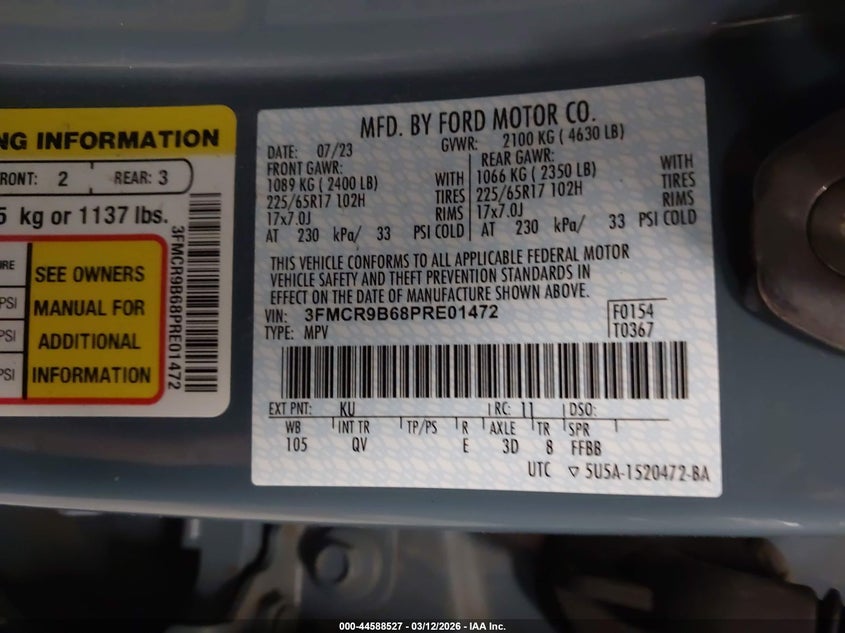 NG INFORMATION
FRONT: 2 REAR: 3
5 kg or 1137 lbs.
URE
PSI
PSI
PSI
SEE OWNERS
MANUAL FOR
ADDITIONAL
INFORMATION
3FMCR9B68PRE01472
MFD. BY FORD MOTOR CO.
DATE: 07/23 GVWR: 2100 KG ( 4630 LB)
FRONT GAWR: REAR GAWR:
1089 KG ( 2400 LB) WITH 1066 KG ( 2350 LB) WITH
225/65R17 102H TIRES 225/65R17 102H TIRES
17x7.0J RIMS 17x7.0J RIMS
AT 230 kPa/ 33 PSI COLD AT 230 kPa/ 33 PSI COLD
THIS VEHICLE CONFORMS TO ALL APPLICABLE FEDERAL MOTOR
VEHICLE SAFETY AND THEFT PREVENTION STANDARDS IN
EFFECT ON THE DATE OF MANUFACTURE SHOWN ABOVE.
VIN: 3FMCR9B68PRE01472 F0154
TYPE: MPV T0367
EXT PNT: KU RC: 11 DSO:
WB INT TR TP/PS R AXLE TR SPR
105 QV E 3D 8 FFBB
UTC ▽ 5U5A-1520472-BA
000-44588527 - 03/12/2026 - IAA Inc.